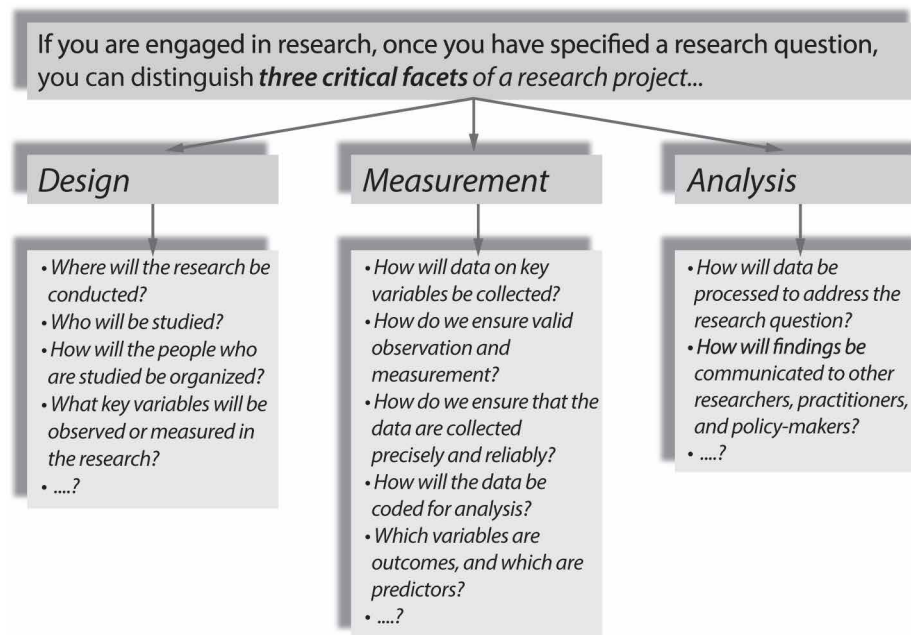 If you are engaged in research, once you have specified a research question,
you can distinguish three critical facets of a research project...
Design
Measurement
Analysis
• Where will the research be
conducted?
• Who will be studied?
• How will the people who
are studied be organized?
• What key variables will be
observed or measured in
the research?
• ....?
• How will data on key
variables be collected?
• How do we ensure valid
observation and
measurement?
• How do we ensure that the
data are collected
precisely and reliably?
• How will the data be
coded for analysis?
• Which variables are
outcomes, and which are
predictors?
• ....?
• How will data be
processed to address the
research question?
• How will findings be
communicated to other
researchers, practitioners,
and policy-makers?
• ....?